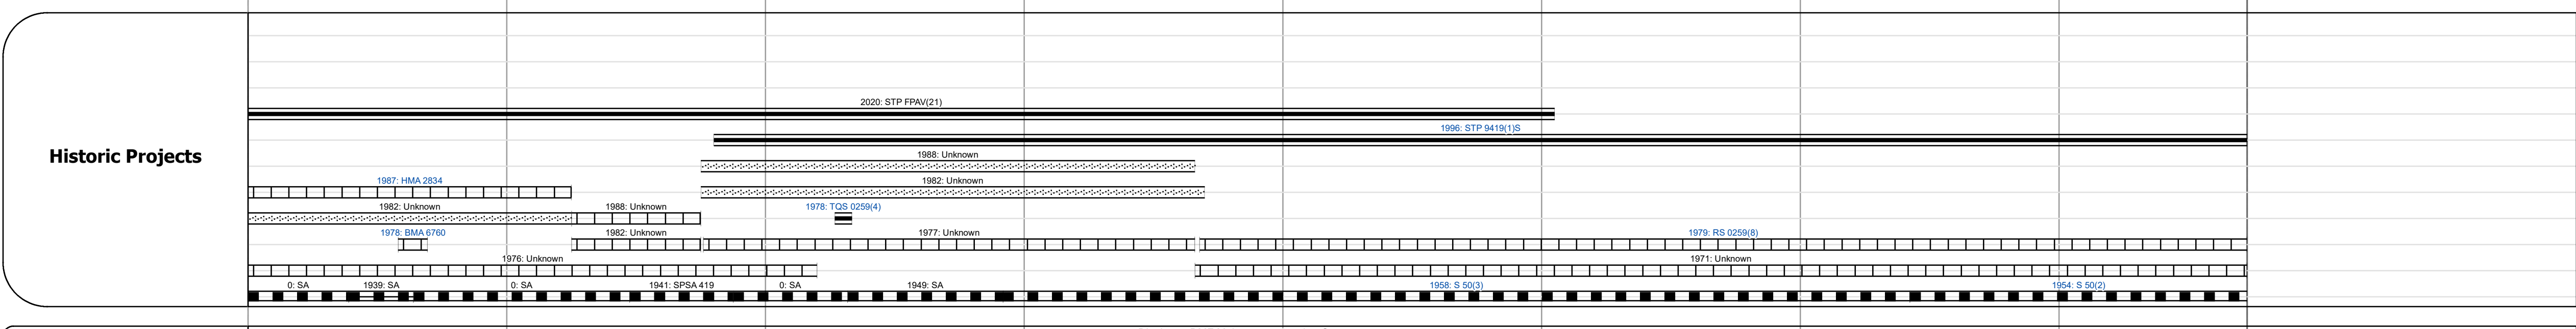 2020: STP FPAV(21)
1996: STP 9419(1)S
Historic Projects
1988: Unknown
1987: HMA 2834
1982: Unknown
1982: Unknown
1988: Unknown
1978: TQS 0259(4)
1978: BMA 6760
1982: Unknown
1977: Unknown
1979: RS 0259(8)
1976: Unknown
1971: Unknown
0: SA
1939: SA
0: SA
1941: SPSA 419
0: SA
1949: SA
1958: S 50(3)
1954: S 50(2)